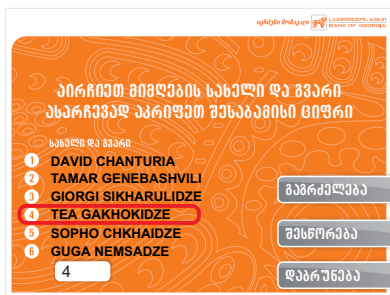 იგრძენი მომავალი
საქართველოს ბანკი
BANK OF GEORGIA
აირჩიეთ მიმღების სახელი და გვარი
ასარჩევად აკრიფეთ შესაბამისი ციფრი
სახელი და გვარი
1 DAVID CHANTURIA
2 TAMAR GENEBASHVILI
3 GIORGI SIKHARULIDZE
4 TEA GAKHOKIDZE
5 SOPHO CHKHAIDZE
6 GUGA NEMSADZE
4
გაგრძელება
შესწორება
დაბრუნება